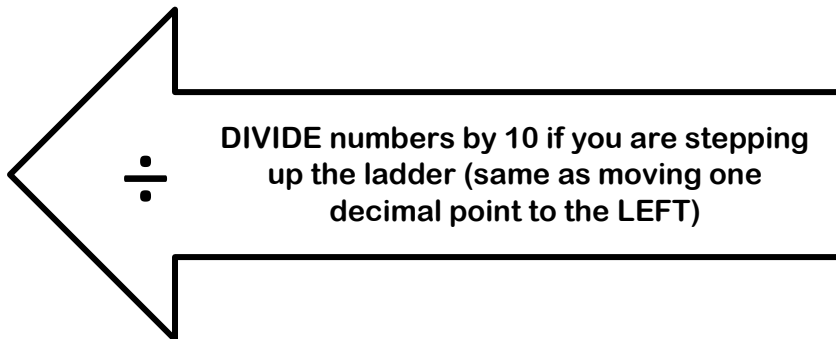 ÷
DIVIDE numbers by 10 if you are stepping
up the ladder (same as moving one
decimal point to the LEFT)